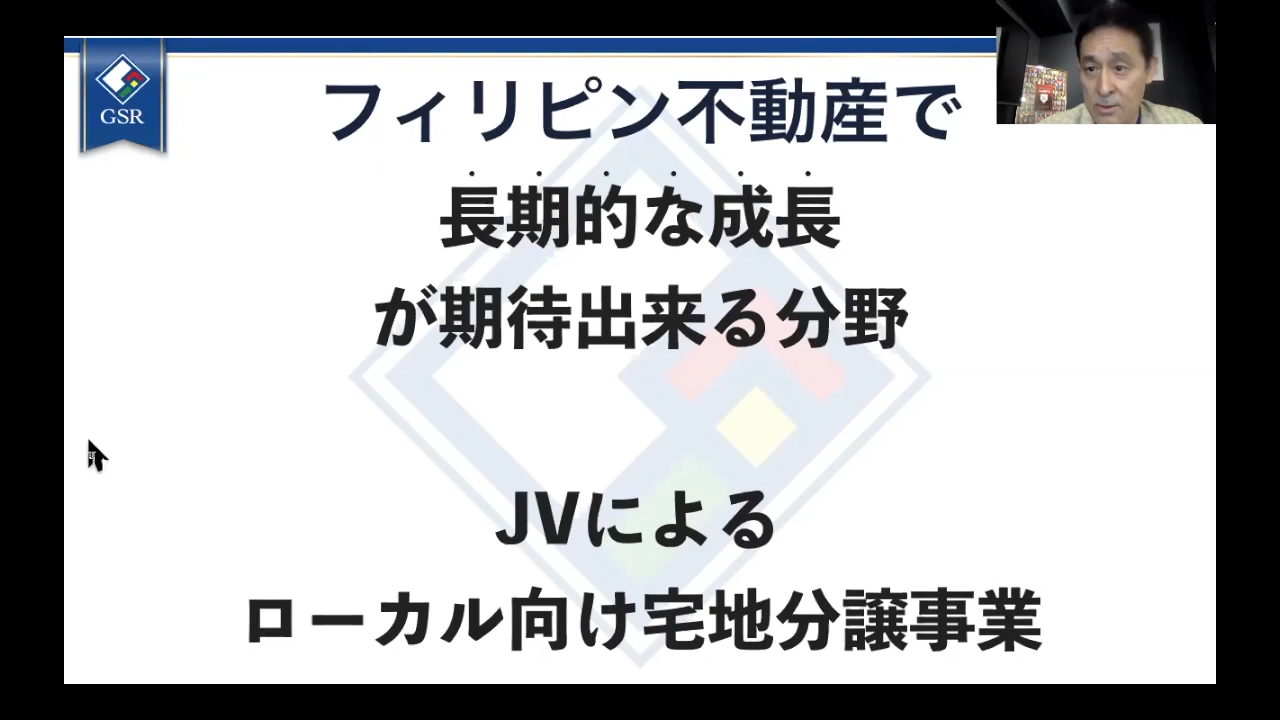 GSR
フィリピン不動産で
長期的な成長
が期待出来る分野
JVによる
ローカル向け宅地分譲事業